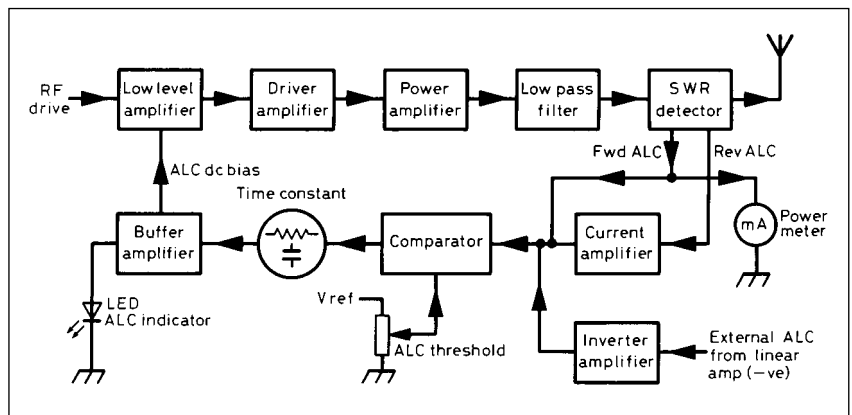 RF
drive
Low level
amplifier
Driver
amplifier
Power
amplifier
Low pass
filter
SWR
detector
Fwd ALC
Rev ALC
ALC dc bias
Time constant
Buffer
amplifier
Comparator
Current
amplifier
mA
Power
meter
LED
ALC indicator
V ref
ALC threshold
Inverter
amplifier
External ALC
from linear
amp (–ve)